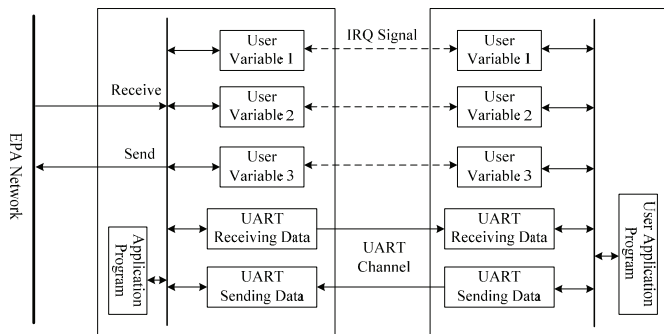 User
Variable 1
IRQ Signal
User
Variable 1
Receive
User
Variable 2
User
Variable 2
Send
User
Variable 3
User
Variable 3
EPA Network
Application
Program
UART
Receiving Data
UART
Receiving Data
UART
Channel
UART
Sending Data
UART
Sending Data
User Application
Program